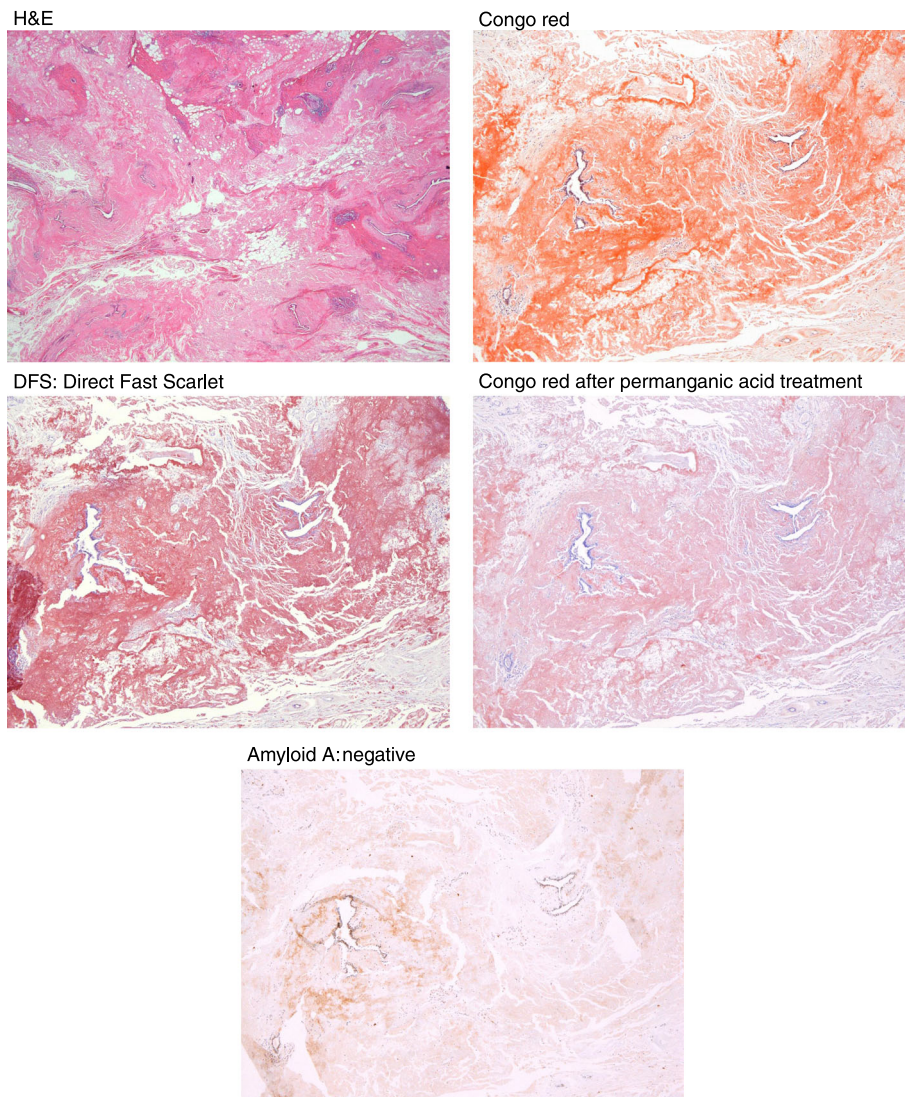 H&E
Congo red
DFS: Direct Fast Scarlet
Congo red after permanganic acid treatment
Amyloid A:negative